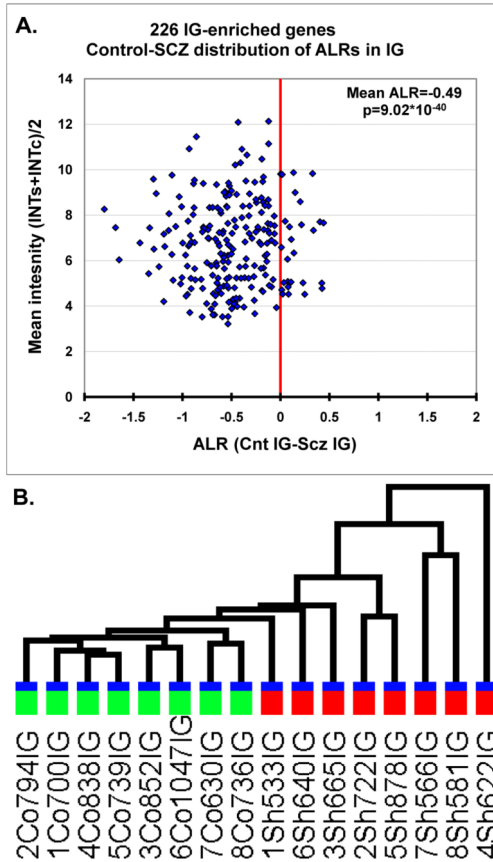 A.
226 IG-enriched genes
Control-SCZ distribution of ALRs in IG
Mean ALR=-0.49
p=9.02*10-40
Mean intesnity (INTs+INTc)/2
14
12
10
8
6
4
2
0
-2 -1.5 -1 -0.5 0 0.5 1 1.5 2
ALR (Cnt IG-Scz IG)
B.
2Co794IG
1Co700IG
4Co838IG
5Co739IG
3Co852IG
6Co1047IG
7Co630IG
8Co736IG
1Sh533IG
6Sh640IG
3Sh665IG
2Sh722IG
5Sh878IG
7Sh566IG
8Sh581IG
4Sh622IG